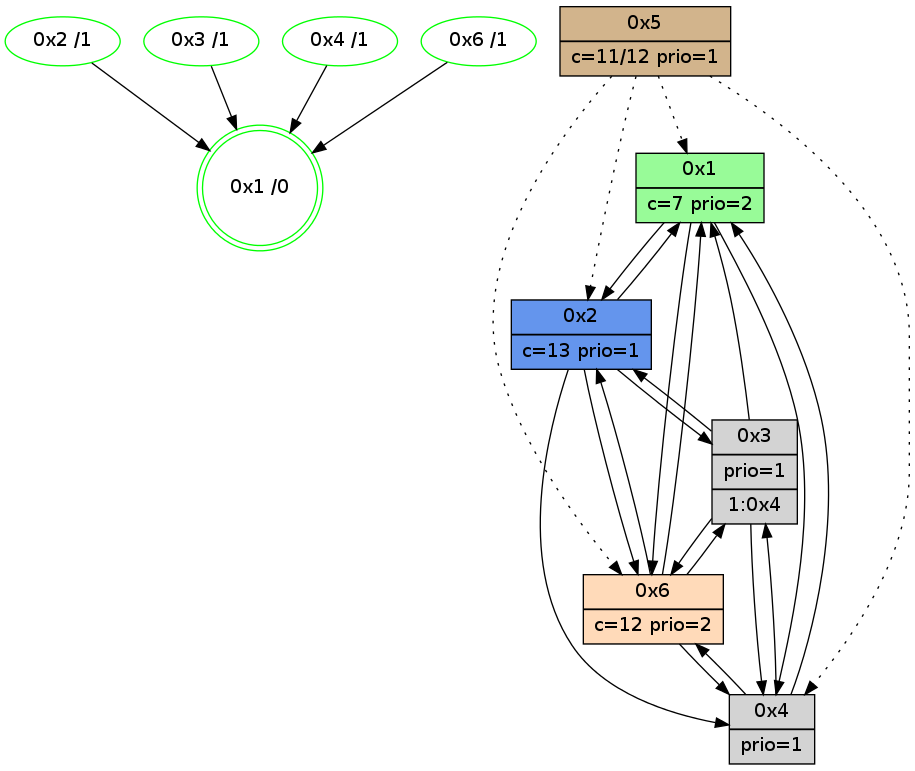 0x2 /1
0x3 /1
0x4 /1
0x6 /1
0x1 /0
0x5
c=11/12 prio=1
0x1
c=7 prio=2
0x2
c=13 prio=1
0x3
prio=1
1:0x4
0x6
c=12 prio=2
0x4
prio=1